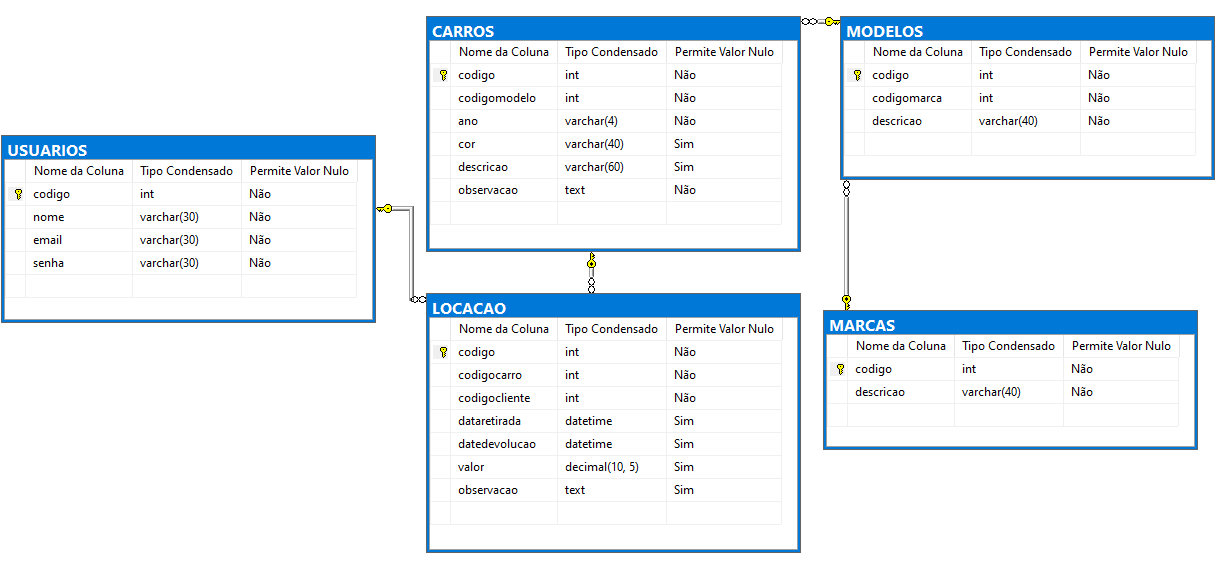 CARROS
Nome da Coluna Tipo Condensado Permite Valor Nulo
codigo int Não
codigomodelo int Não
ano varchar(4) Não
cor varchar(40) Sim
descricao varchar(60) Sim
observacao text Não
MODELOS
Nome da Coluna Tipo Condensado Permite Valor Nulo
codigo int Não
codigomarca int Não
descricao varchar(40) Não
USUARIOS
Nome da Coluna Tipo Condensado Permite Valor Nulo
codigo int Não
nome varchar(30) Não
email varchar(30) Não
senha varchar(30) Não
LOCACAO
Nome da Coluna Tipo Condensado Permite Valor Nulo
codigo int Não
codigocarro int Não
codigocliente int Não
dataretirada datetime Sim
datedevolucao datetime Sim
valor decimal(10, 5) Sim
observacao text Sim
MARCAS
Nome da Coluna Tipo Condensado Permite Valor Nulo
codigo int Não
descricao varchar(40) Não